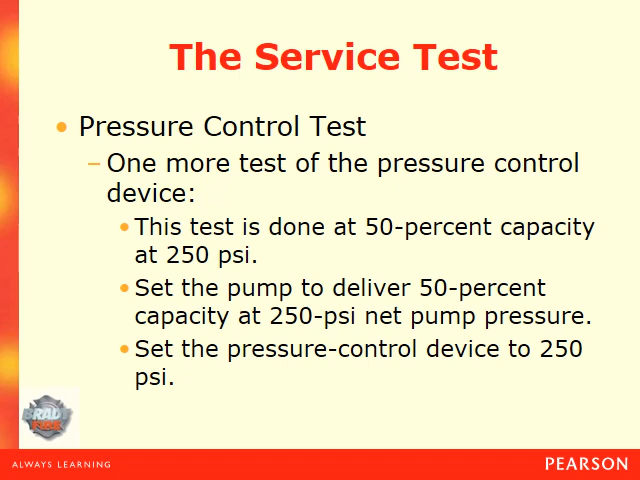 The Service Test
• Pressure Control Test
– One more test of the pressure control
device:
• This test is done at 50-percent capacity
at 250 psi.
• Set the pump to deliver 50-percent
capacity at 250-psi net pump pressure.
• Set the pressure-control device to 250
psi.
BRADY
FIRE
ALWAYS LEARNING
PEARSON